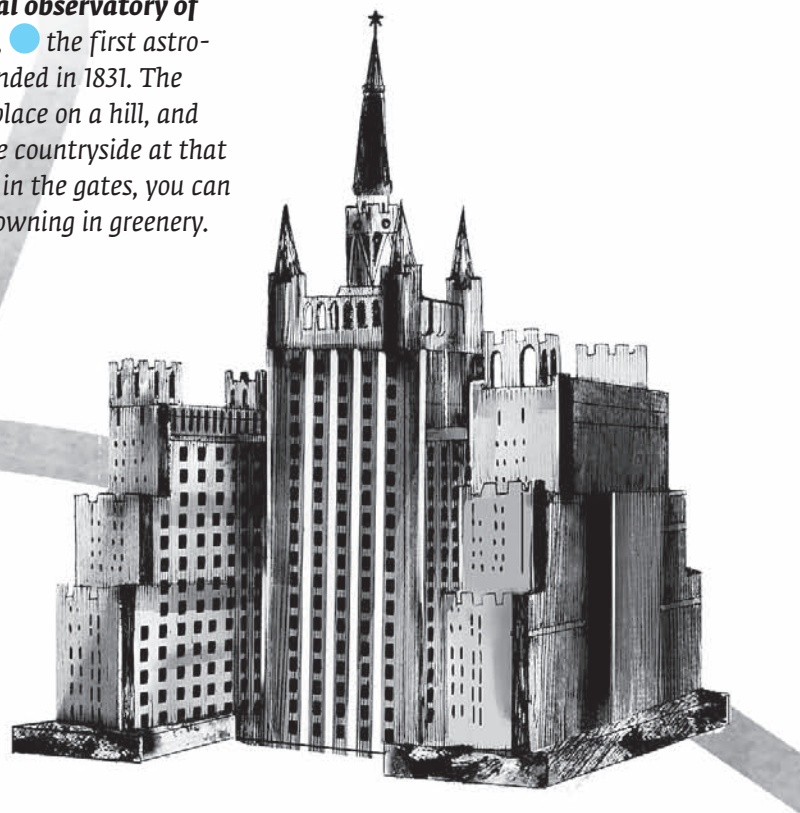 al observatory of
the first astro-
nded in 1831. The
place on a hill, and
e countryside at that
in the gates, you can
owning in greenery.